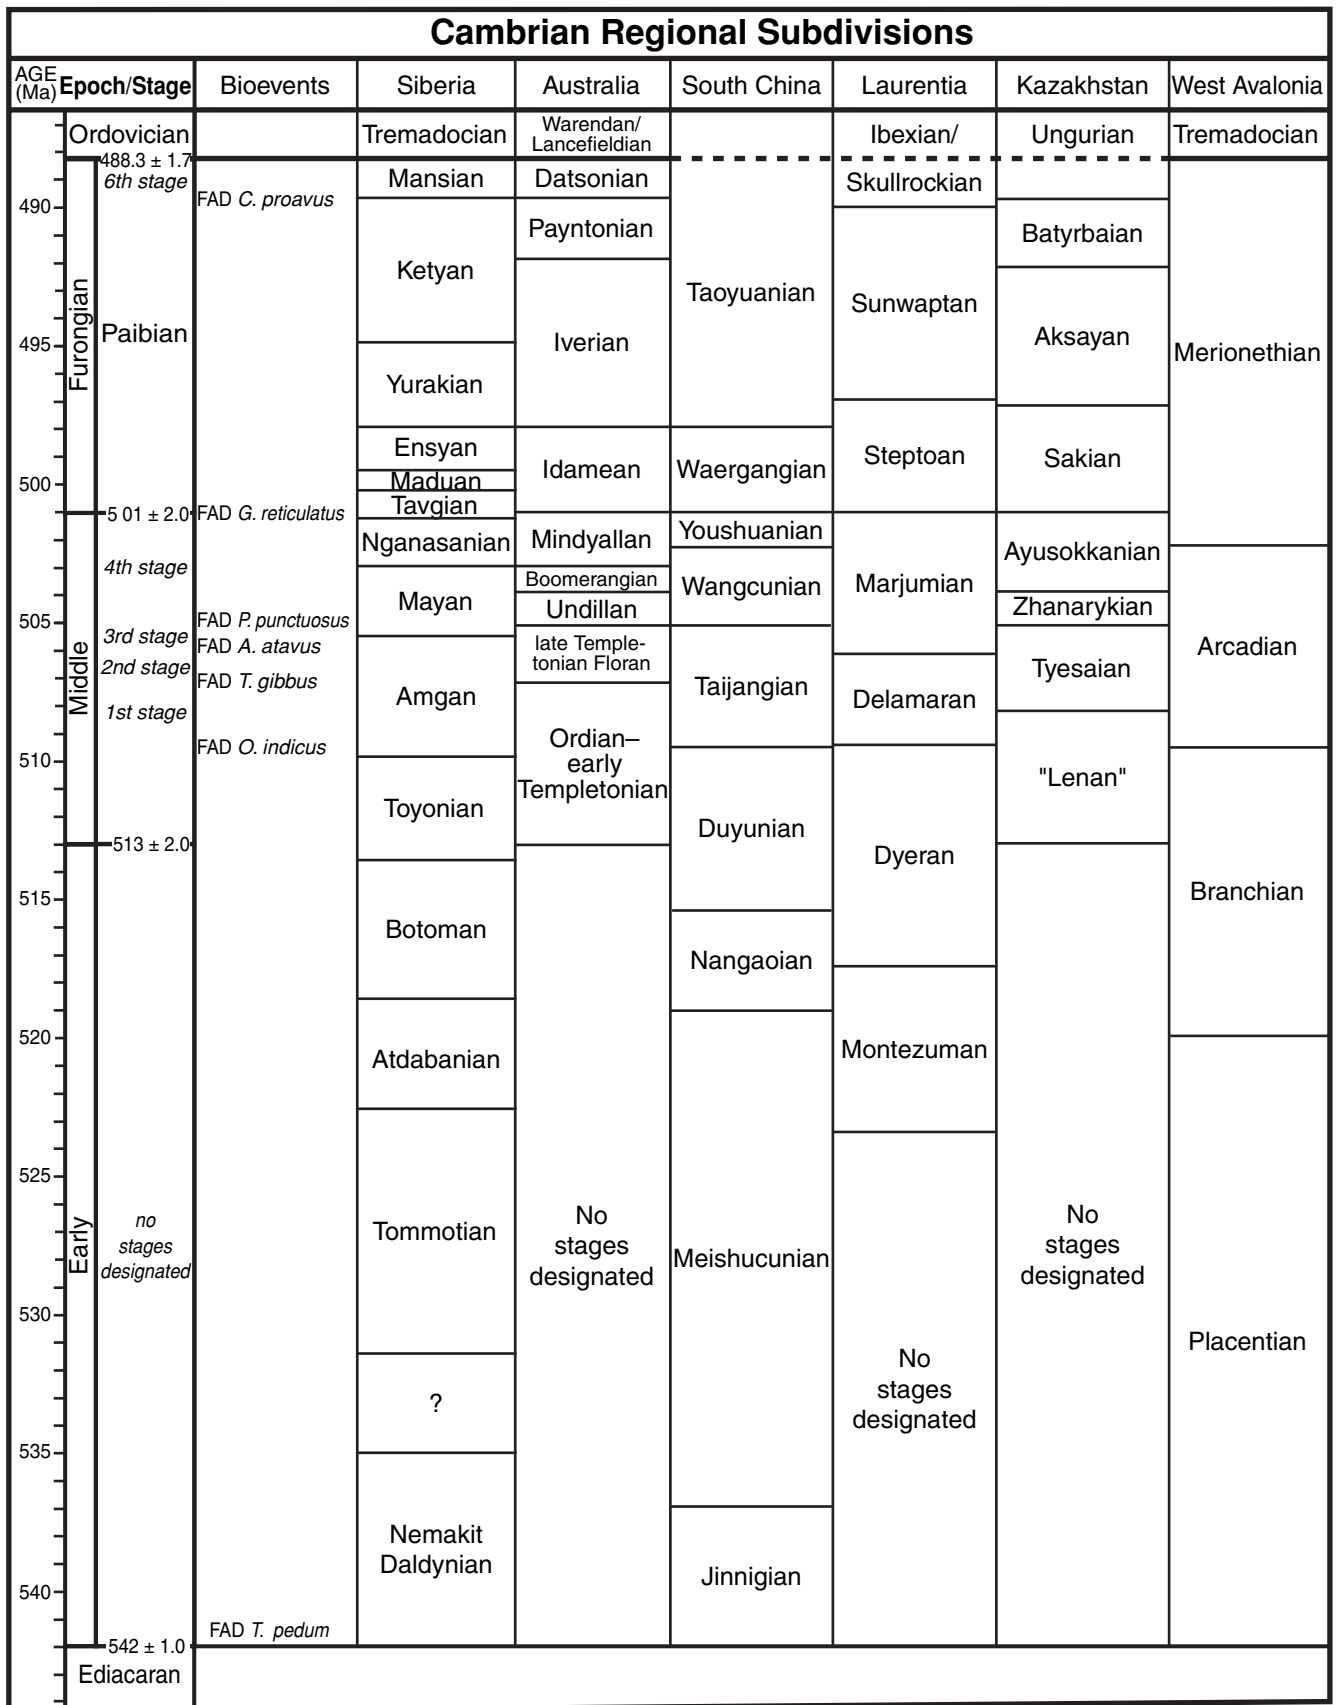 Cambrian Regional Subdivisions
AGE
(Ma)
Epoch/Stage
Bioevents
Siberia
Australia
South China
Laurentia
Kazakhstan
West Avalonia
Ordovician
Tremadocian
Warendan/
Lancefieldian
Ibexian/
Ungurian
Tremadocian
488.3 ± 1.7
6th stage
Paibian
5 01 ± 2.0
4th stage
3rd stage
2nd stage
1st stage
513 ± 2.0
no
stages
designated
542 ± 1.0
Ediacaran
490
495
500
505
510
515
520
525
530
535
540
Furongian
Middle
Early
FAD C. proavus
FAD G. reticulatus
FAD P. punctuosus
FAD A. atavus
FAD T. gibbus
FAD O. indicus
FAD T. pedum
Mansian
Ketyan
Yurakian
Ensyan
Maduan
Tavgian
Nganasanian
Mayan
Amgan
Toyonian
Botoman
Atdabanian
Tommotian
?
Nemakit
Daldynian
Datsonian
Payntonian
Iverian
Idamean
Mindyallan
Boomerangian
Undillan
late Temple-
tonian Floran
Ordian–
early
Templetonian
No
stages
designated
Taoyuanian
Waergangian
Youshuanian
Wangcunian
Taijangian
Duyunian
Nangaoian
Meishucunian
Jinnigian
Skullrockian
Sunwaptan
Steptoan
Marjumian
Delamaran
Dyeran
Montezuman
No
stages
designated
Batyrbaian
Aksayan
Sakian
Ayusokkanian
Zhanarykian
Tyesaian
"Lenan"
No
stages
designated
Merionethian
Arcadian
Branchian
Placentian